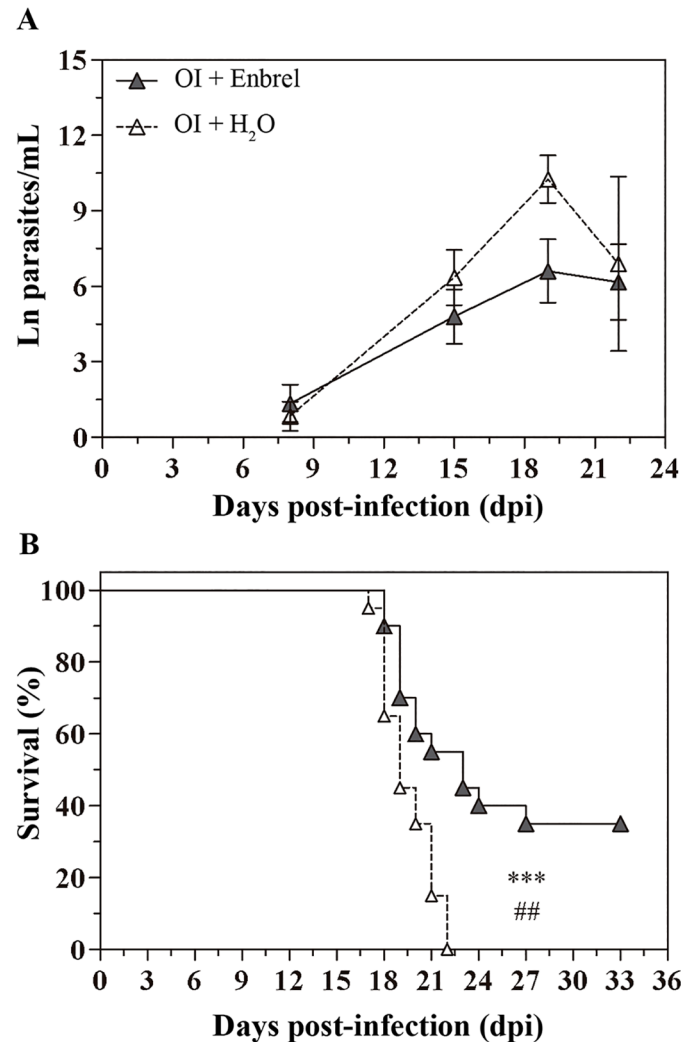 A
15
12
9
6
3
0
Ln parasites/mL
OI + Enbrel
OI + H₂O
0 3 6 9 12 15 18 21 24
Days post-infection (dpi)
B
100
80
60
40
20
0
Survival (%)
***
##
0 3 6 9 12 15 18 21 24 27 30 33 36
Days post-infection (dpi)